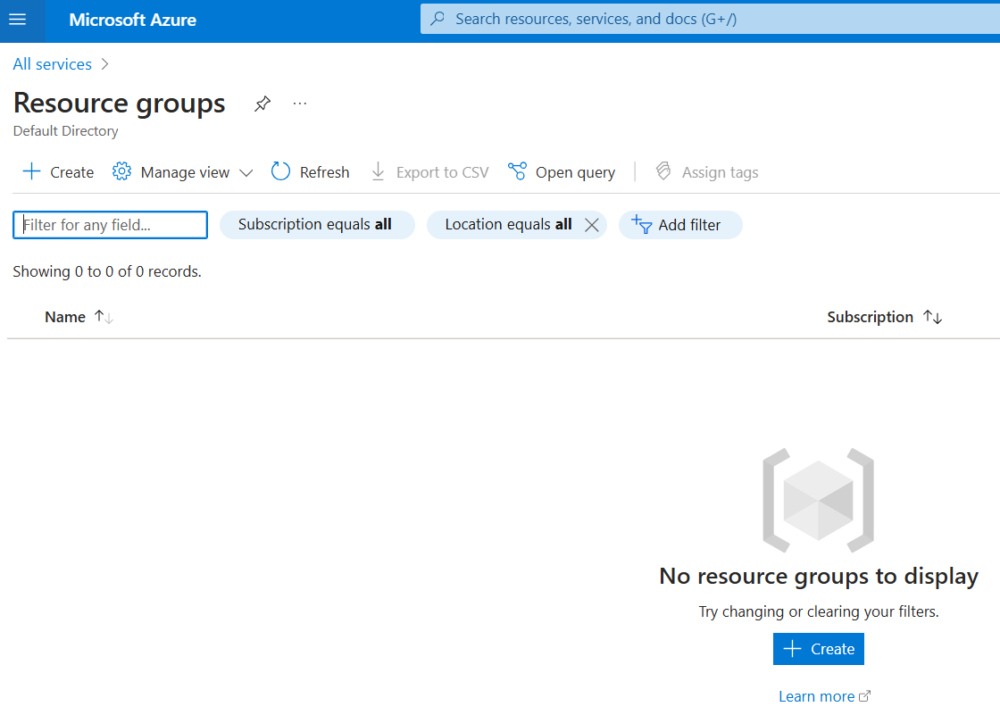 Microsoft Azure
Search resources, services, and docs (G+/)
All services
Resource groups
...
Default Directory
Create
Manage view
Refresh
Export to CSV
Open query
Assign tags
Filter for any field...
Subscription equals all
Location equals all
Add filter
Showing 0 to 0 of 0 records.
Name
Subscription
No resource groups to display
Try changing or clearing your filters.
Create
Learn more